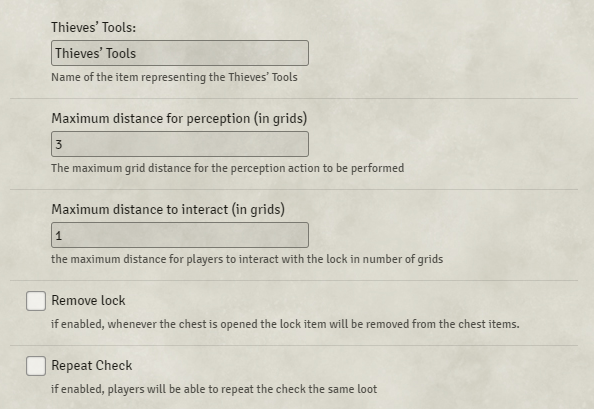 Thieves’ Tools:
Thieves’ Tools
Name of the item representing the Thieves’ Tools
Maximum distance for perception (in grids)
3
The maximum grid distance for the perception action to be performed
Maximum distance to interact (in grids)
1
the maximum distance for players to interact with the lock in number of grids
Remove lock
if enabled, whenever the chest is opened the lock item will be removed from the chest items.
Repeat Check
if enabled, players will be able to repeat the check the same loot